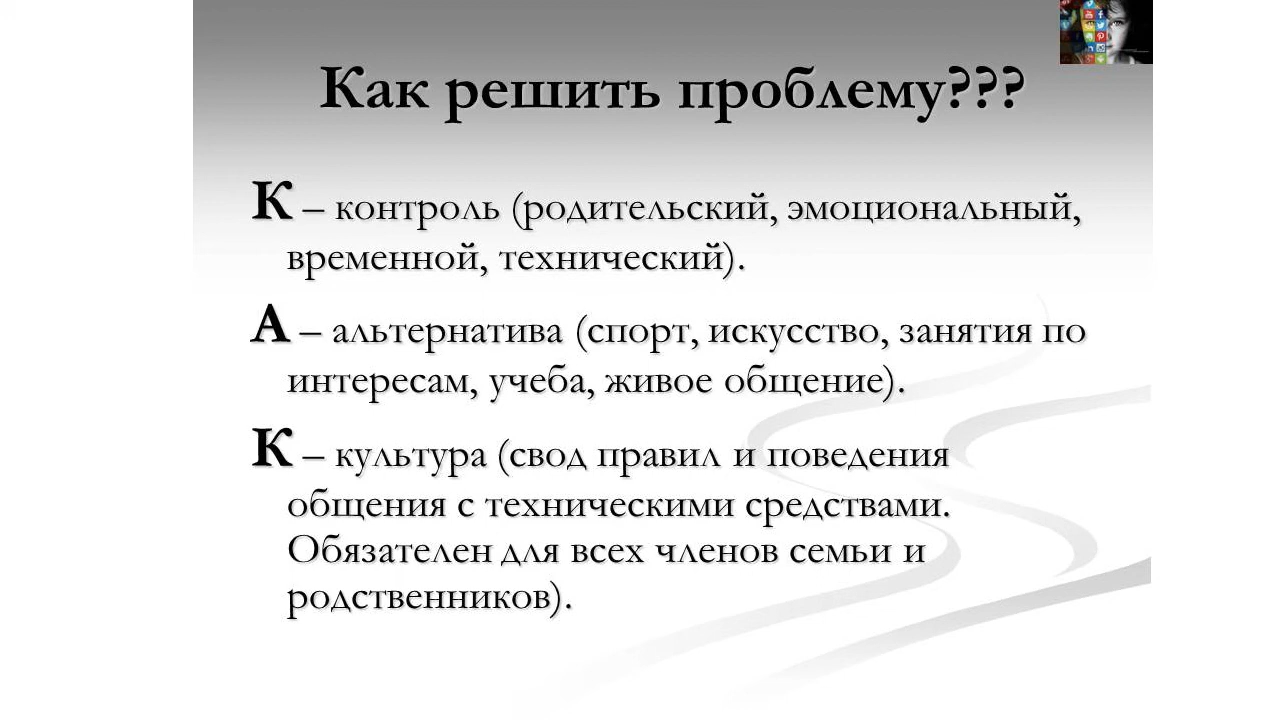 Как решить проблему???
К – контроль (родительский, эмоциональный,
временной, технический).
А – альтернатива (спорт, искусство, занятия по
интересам, учеба, живое общение).
К – культура (свод правил и поведения
общения с техническими средствами.
Обязателен для всех членов семьи и
родственников).